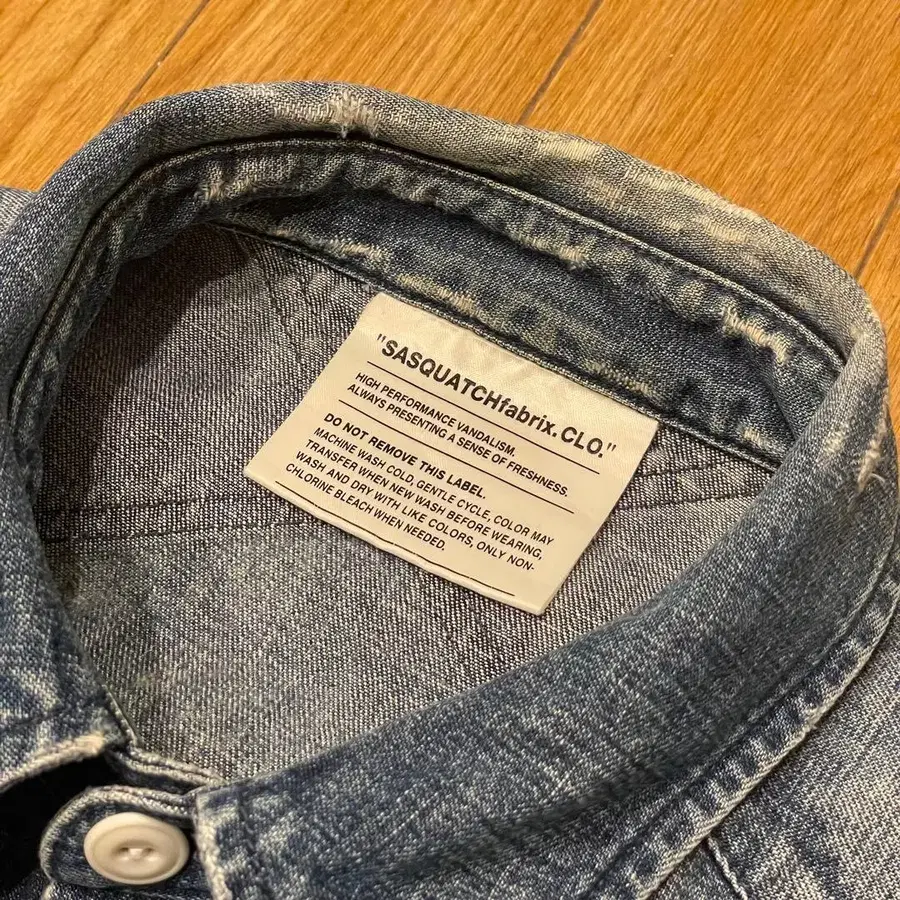 "SASQUATCHfabrix.CLO."
HIGH PERFORMANCE VANDALISM.
ALWAYS PRESENTING A SENSE OF FRESHNESS.
DO NOT REMOVE THIS LABEL.
MACHINE WASH COLD, GENTLE CYCLE, COLOR MAY
TRANSFER WHEN NEW WASH BEFORE WEARING,
WASH AND DRY WITH LIKE COLORS, ONLY NON-
CHLORINE BLEACH WHEN NEEDED.